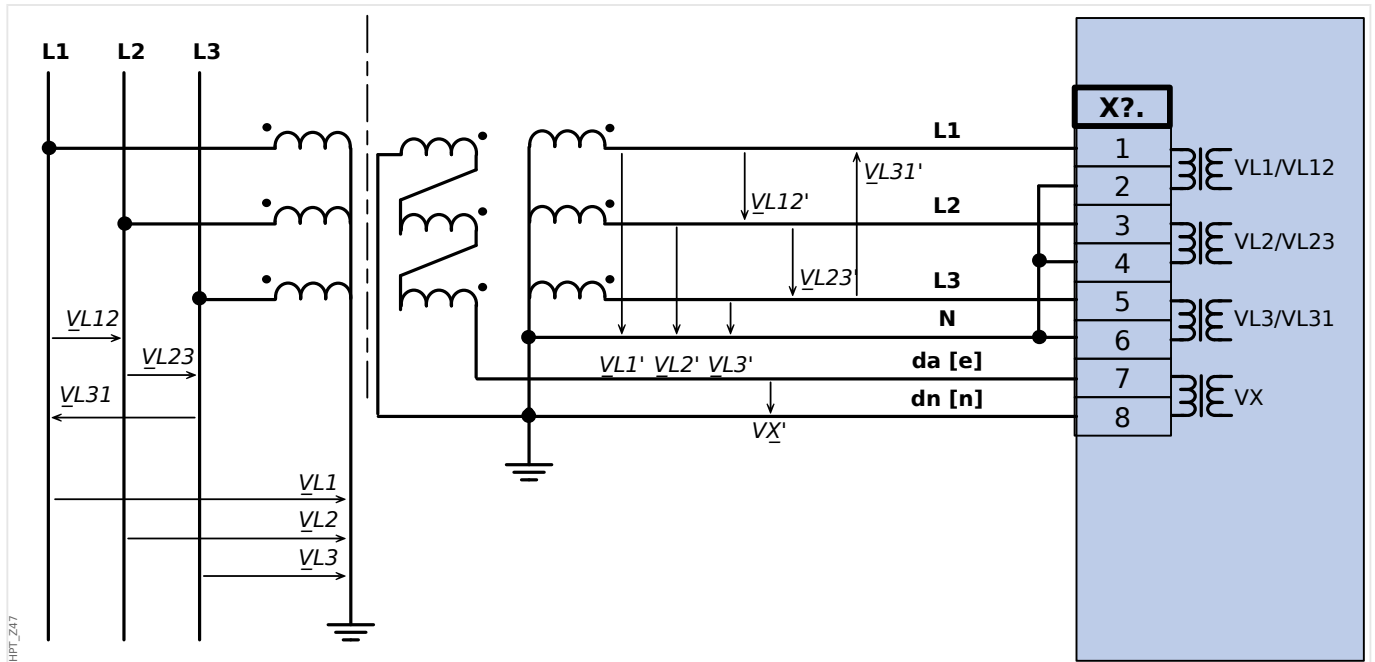 L1 L2 L3
X?.
L1
1
VL31'
VL1/VL12
2
VL12'
L2
3
VL2/VL23
4
VL23'
L3
5
VL12
N
VL3/VL31
6
VL23
VL1' VL2' VL3'
da [e]
7
VL31
dn [n]
VX
8
VX'
VL1
VL2
VL3
HPT_Z47